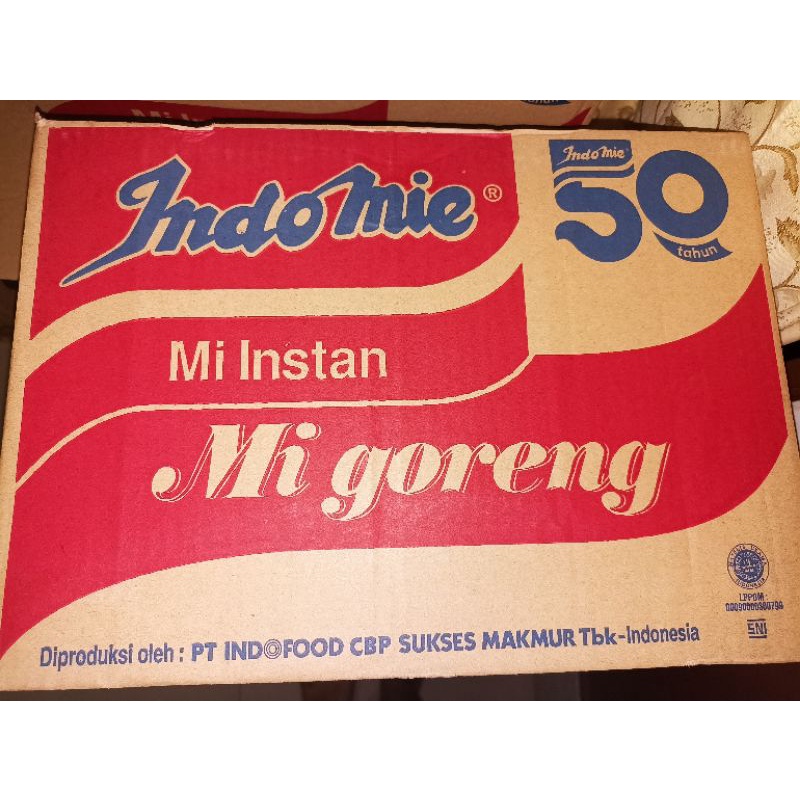 Indomie®
Indomie
50
tahun
Mi Instan
Mi goreng
LPPOM
SNI
Diproduksi oleh : PT INDOFOOD CBP SUKSES MAKMUR Tbk-Indonesia